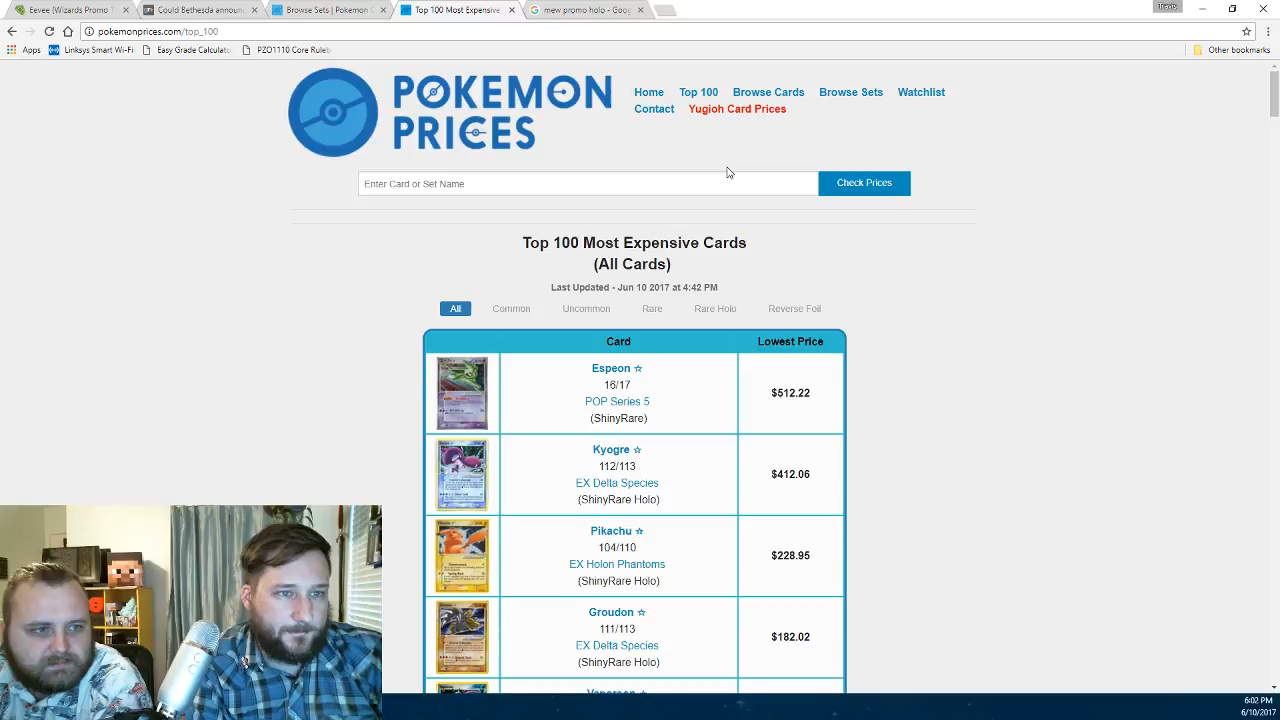 Eevee (Wizards Promo
Could Bethesda announ
Browse Sets | Pokemon C
Top 100 Most Expensive
mew promo holo - Goo
Travis
pokemonprices.com/top_100
Apps
Linksys Smart Wi-Fi
Easy Grade Calculato
PZO1110 Core Ruleb
Other bookmarks
POKEMON
PRICES
Home
Top 100
Browse Cards
Browse Sets
Watchlist
Contact
Yugioh Card Prices
Enter Card or Set Name
Check Prices
Top 100 Most Expensive Cards
(All Cards)
Last Updated - Jun 10 2017 at 4:42 PM
All
Common
Uncommon
Rare
Rare Holo
Reverse Foil
Card
Lowest Price
Espeon ☆
16/17
POP Series 5
(ShinyRare)
$512.22
Kyogre ☆
112/113
EX Delta Species
(ShinyRare Holo)
$412.06
Pikachu ☆
104/110
EX Holon Phantoms
(ShinyRare Holo)
$228.95
Groudon ☆
111/113
EX Delta Species
(ShinyRare Holo)
$182.02
Vaporeon ☆
6:02 PM
6/10/2017